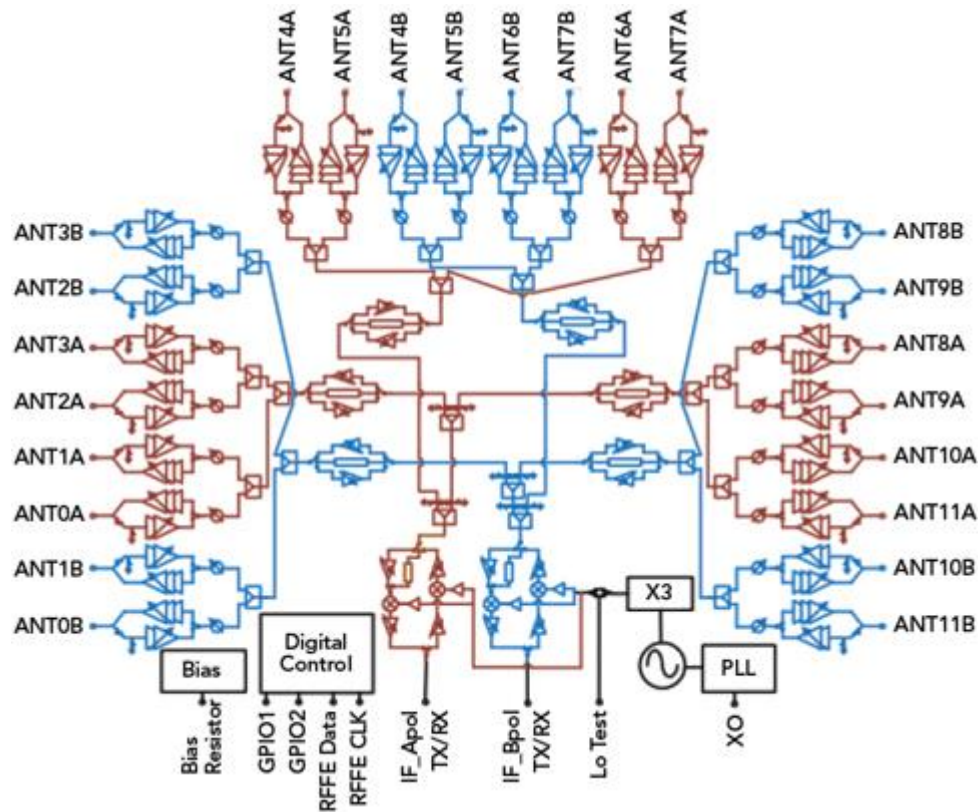 ANT4A
ANT5A
ANT4B
ANT5B
ANT6B
ANT7B
ANT6A
ANT7A
ANT3B
ANT2B
ANT3A
ANT2A
ANT1A
ANT0A
ANT1B
ANT0B
ANT8B
ANT9B
ANT8A
ANT9A
ANT10A
ANT11A
ANT10B
ANT11B
Bias
Digital
Control
X3
PLL
Bias
Resistor
GPIO1
GPIO2
RFFE Data
RFFE CLK
IF_Apol
TX/RX
IF_Bpol
TX/RX
Lo Test
XO